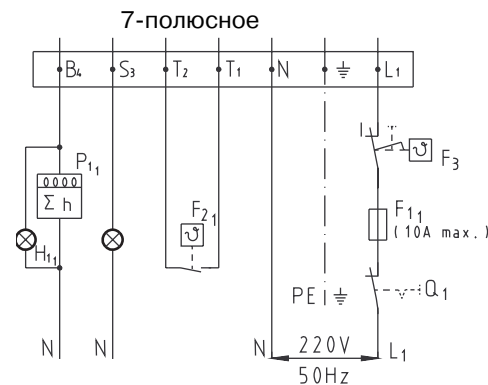 7-полюсное
B4 S3 T2 T1 N L1
P11
Σ h
H11
F21
ϑ
ϑ
F3
F11
(10A max.)
PE
Q1
N N N 220V L1
50Hz